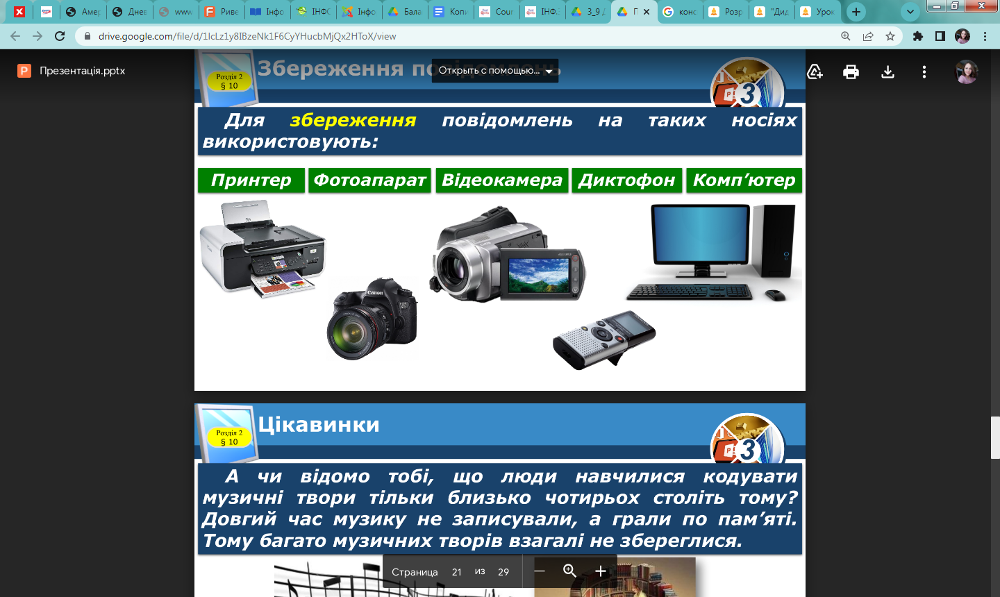 Амер
Днев
www
Риве
Інфо
ІНФО
Інфо
Бала
Копи
Cour
ІНФ.
3_9
П
конс
Розр
"Дид
Урок
drive.google.com/file/d/1lcLz1y8IBzeNk1F6CyYHucbMjQx2HToX/view
Презентація.pptx
Открыть с помощью...
Розділ 2
§ 10
Збереження повідомлень
3
Для збереження повідомлень на таких носіях
використовують:
Принтер Фотоапарат Відеокамера Диктофон Комп’ютер
Canon
Розділ 2
§ 10
Цікавинки
3
А чи відомо тобі, що люди навчилися кодувати
музичні твори тільки близько чотирьох століть тому?
Довгий час музику не записували, а грали по пам’яті.
Тому багато музичних творів взагалі не збереглися.
Страница 21 из 29